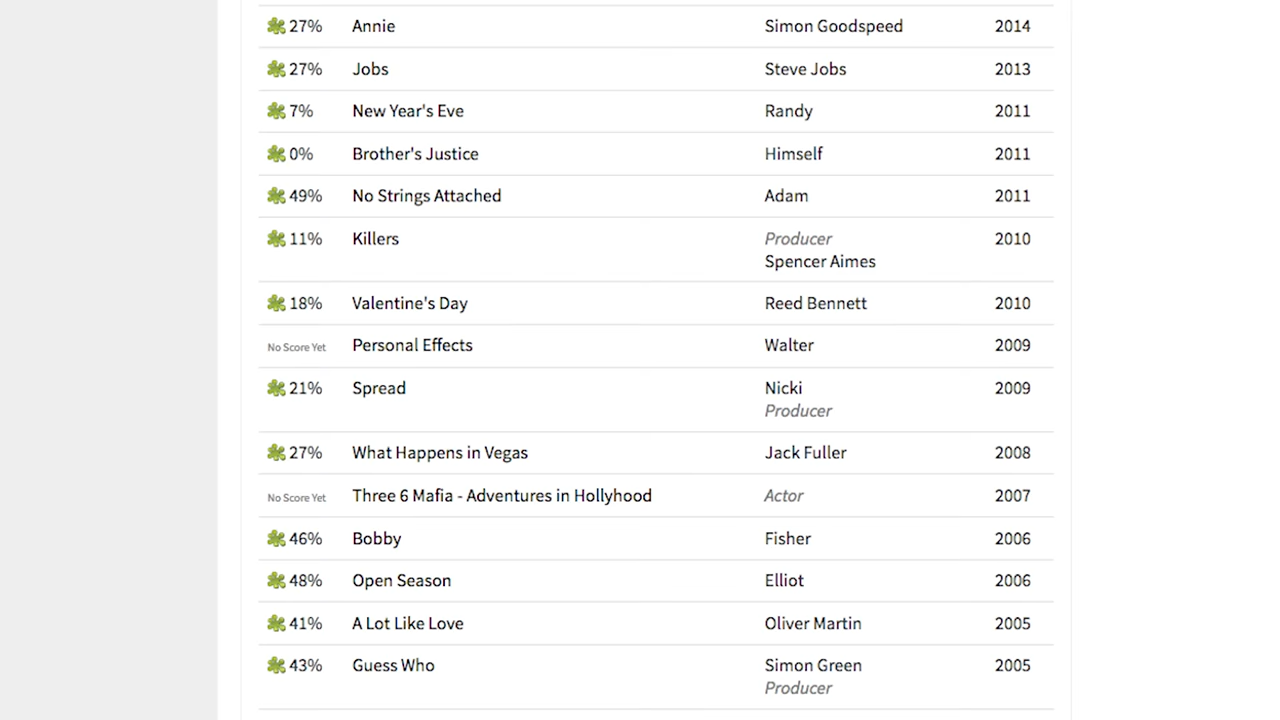 27% Annie Simon Goodspeed 2014
27% Jobs Steve Jobs 2013
7% New Year's Eve Randy 2011
0% Brother's Justice Himself 2011
49% No Strings Attached Adam 2011
11% Killers Producer 2010
Spencer Aimes
18% Valentine's Day Reed Bennett 2010
No Score Yet Personal Effects Walter 2009
21% Spread Nicki 2009
Producer
27% What Happens in Vegas Jack Fuller 2008
No Score Yet Three 6 Mafia - Adventures in Hollyhood Actor 2007
46% Bobby Fisher 2006
48% Open Season Elliot 2006
41% A Lot Like Love Oliver Martin 2005
43% Guess Who Simon Green 2005
Producer